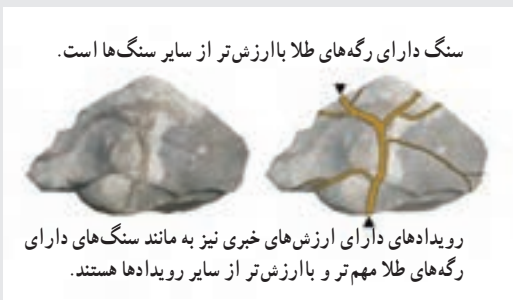 سنگ دارای رگه‌های طلا باارزش‌تر از سایر سنگ‌ها است.
رویدادهای دارای ارزش‌های خبری نیز به مانند سنگ‌های دارای
رگه‌های طلا مهم‌تر و باارزش‌تر از سایر رویدادها هستند.